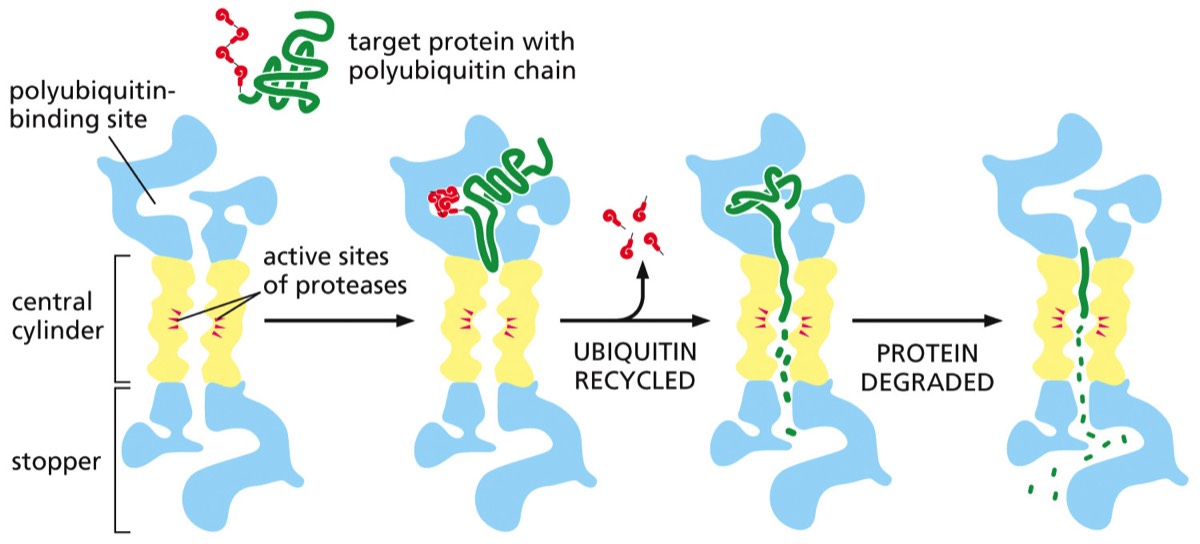 target protein with
polyubiquitin chain
polyubiquitin-
binding site
active sites
of proteases
central
cylinder
UBIQUITIN
RECYCLED
PROTEIN
DEGRADED
stopper